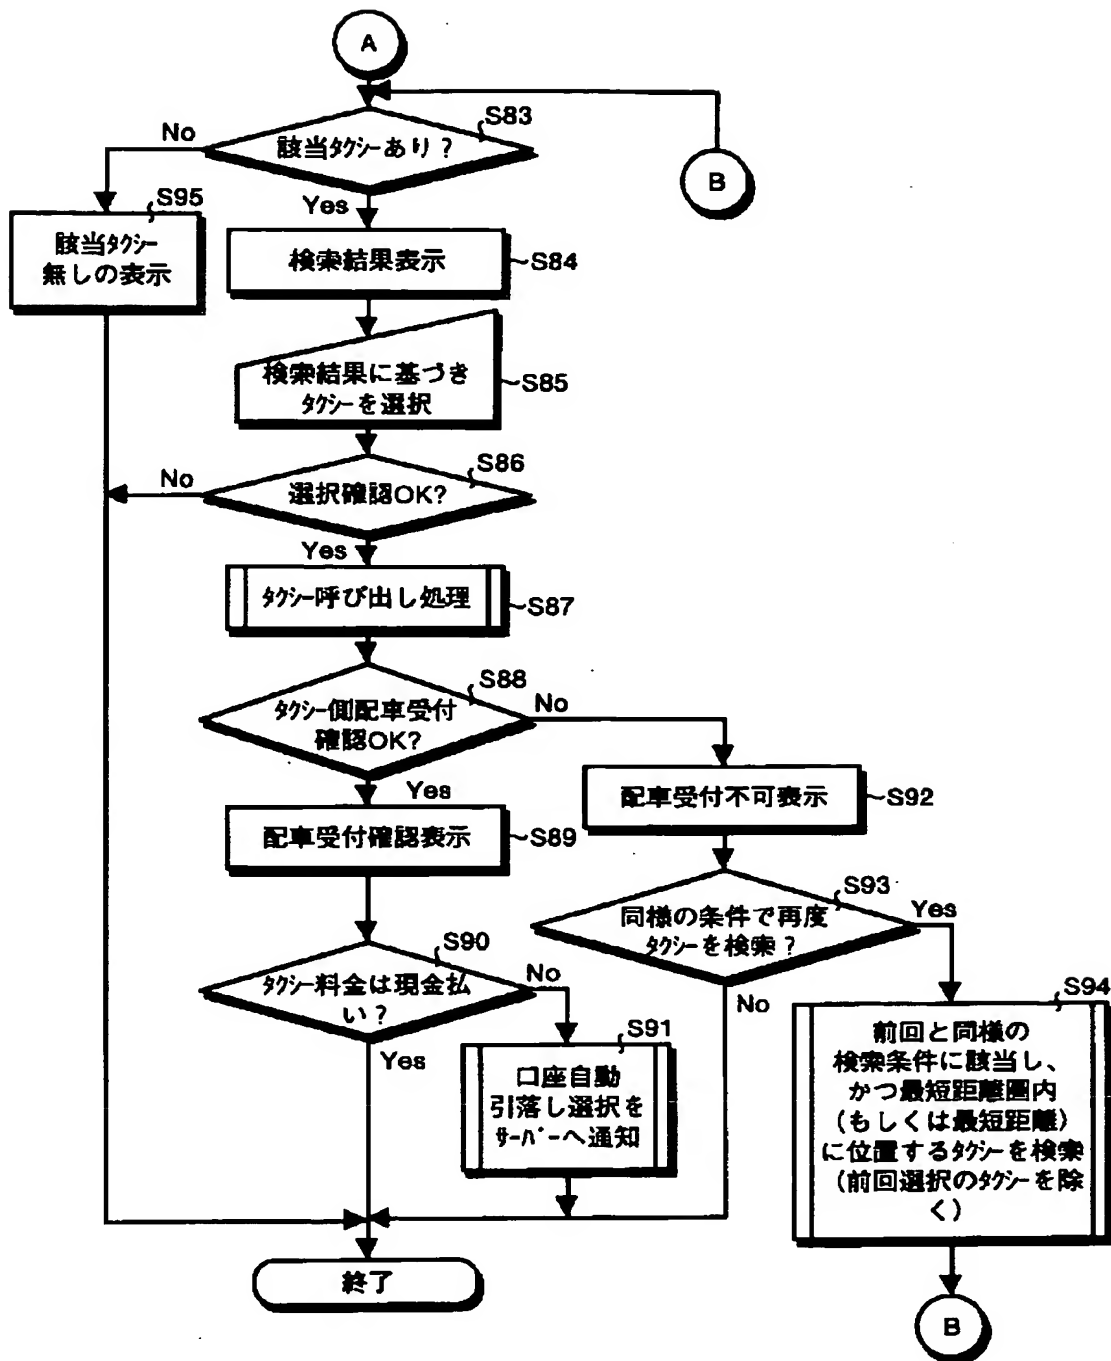 A
S83
No
該当タクシーあり？
B
S95
Yes
該当タクシー
無しの表示
検索結果表示
S84
検索結果に基づき
タクシーを選択
S85
S86
No
選択確認OK?
Yes
タクシー呼び出し処理
S87
S88
No
タクシー側配車受付
確認OK?
Yes
配車受付不可表示
S92
配車受付確認表示
S89
S93
同様の条件で再度
タクシーを検索？
Yes
No
S90
タクシー料金は現金払
い？
No
Yes
S91
口座自動
引落し選択を
サーバーへ通知
S94
前回と同様の
検索条件に該当し、
かつ最短距離圏内
（もしくは最短距離）
に位置するタクシーを検索
（前回選択のタクシーを除
く）
終了
B